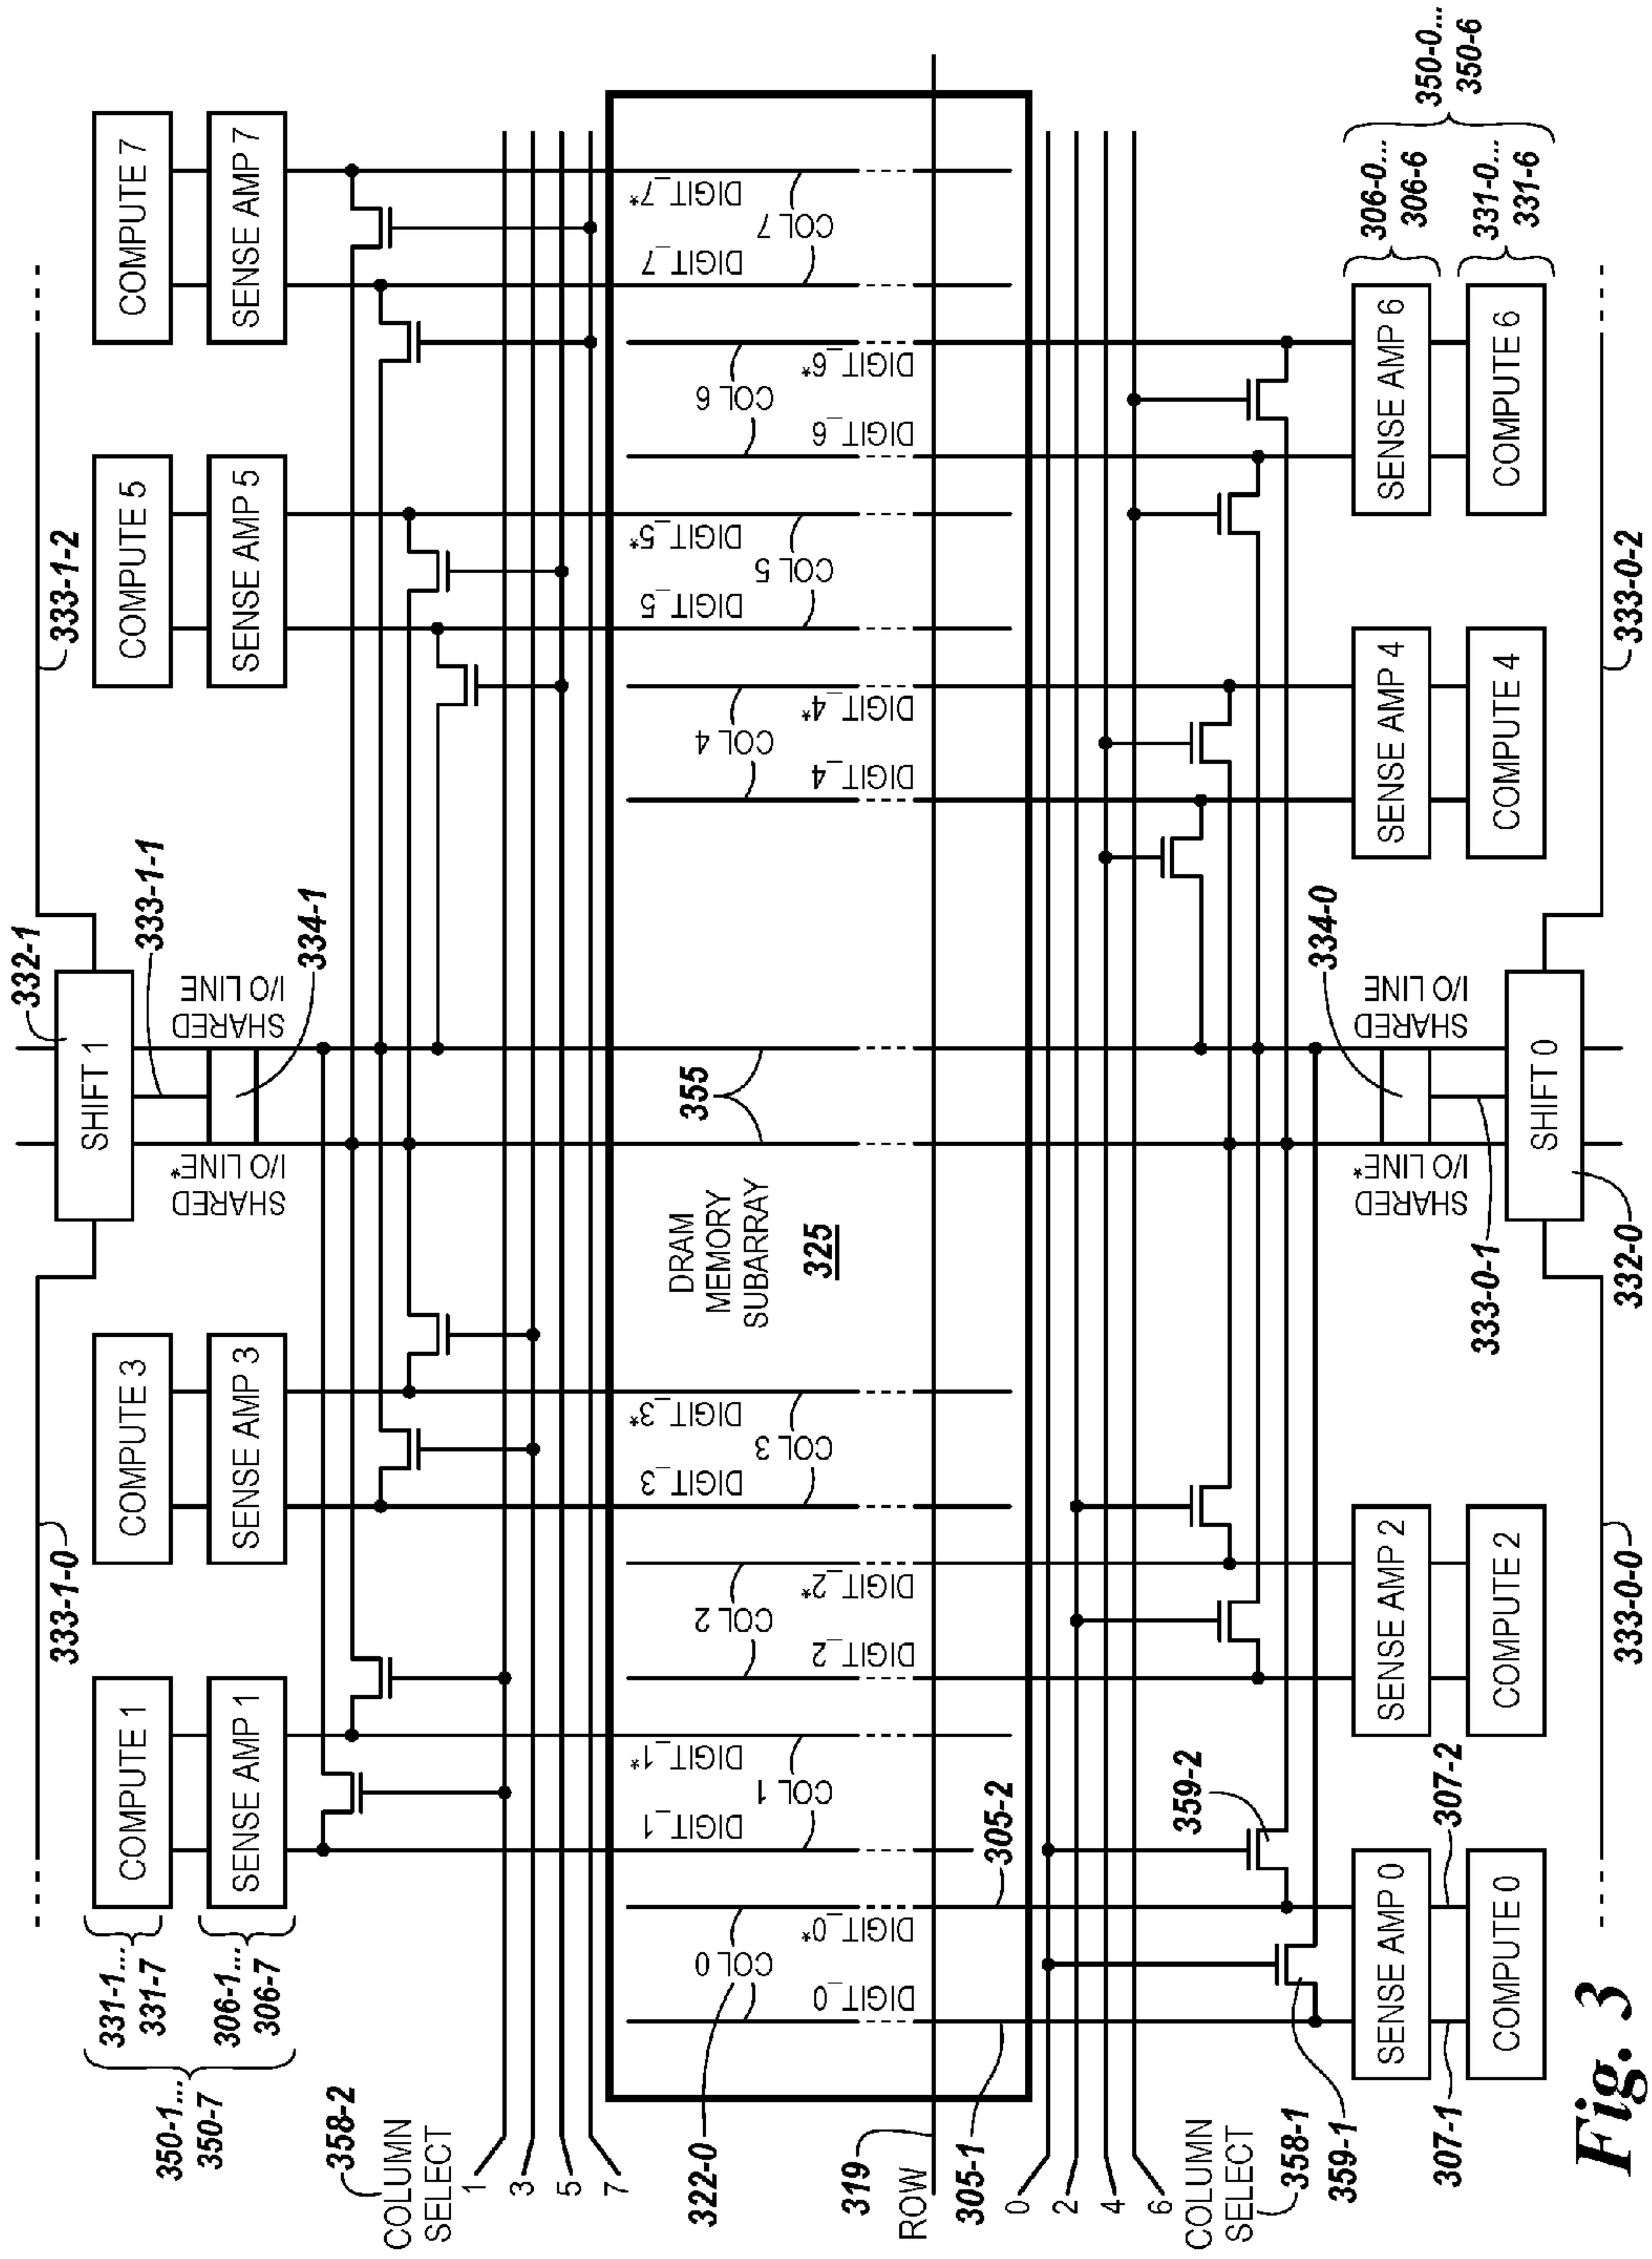 332-1
333-1-0
333-1-1
333-1-2
331-1...
331-7
306-1...
306-7
350-1...
350-7
COMPUTE 1
SENSE AMP 1
COMPUTE 3
SENSE AMP 3
SHIFT 1
SHARED
I/O LINE*
SHARED
I/O LINE
334-1
COMPUTE 5
SENSE AMP 5
COMPUTE 7
SENSE AMP 7
358-2
COLUMN
SELECT
1
3
5
7
322-0
319
ROW
305-1
305-2
DIGIT_0
COL 0
DIGIT_0*
DIGIT_1
COL 1
DIGIT_1*
DIGIT_2
COL 2
DIGIT_2*
DIGIT_3
COL 3
DIGIT_3*
DRAM
MEMORY
SUBARRAY
325
355
DIGIT_4
COL 4
DIGIT_4*
DIGIT_5
COL 5
DIGIT_5*
DIGIT_6
COL 6
DIGIT_6*
DIGIT_7
COL 7
DIGIT_7*
0
2
4
6
COLUMN
SELECT
358-1
359-1
359-2
307-1
307-2
SENSE AMP 0
COMPUTE 0
SENSE AMP 2
COMPUTE 2
SHARED
I/O LINE*
SHARED
I/O LINE
334-0
333-0-1
SHIFT 0
332-0
SENSE AMP 4
COMPUTE 4
SENSE AMP 6
COMPUTE 6
306-0...
306-6
331-0...
331-6
350-0...
350-6
333-0-0
333-0-2
Fig. 3